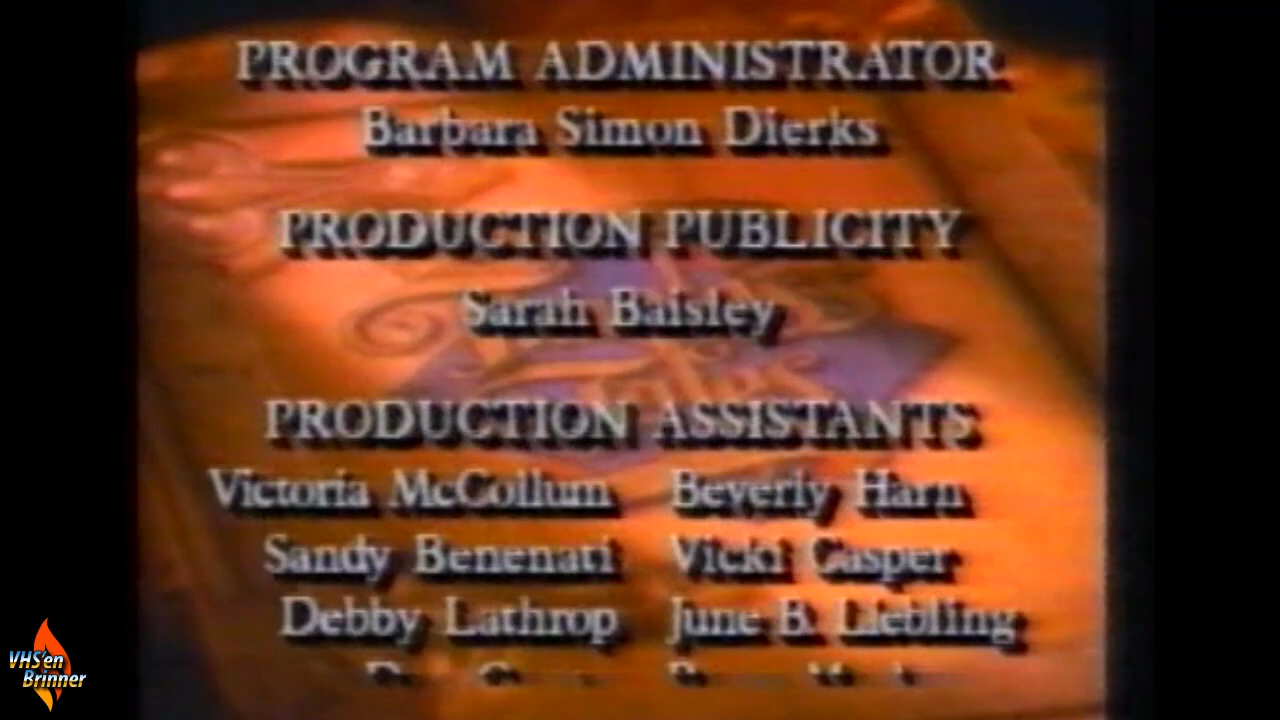 PROGRAM ADMINISTRATOR
Barbara Simon Dierks
PRODUCTION PUBLICITY
Sarah Baisley
PRODUCTION ASSISTANTS
Victoria McCollum Beverly Harn
Sandy Benenati Vicki Casper
Debby Lathrop June B. Liebling
VHS'en
Brinner